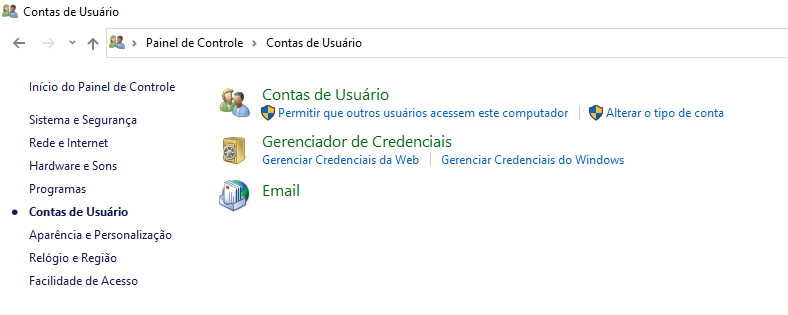 Contas de Usuário
Painel de Controle > Contas de Usuário
Início do Painel de Controle
Sistema e Segurança
Rede e Internet
Hardware e Sons
Programas
Contas de Usuário
Aparência e Personalização
Relógio e Região
Facilidade de Acesso
Contas de Usuário
Permitir que outros usuários acessem este computador | Alterar o tipo de conta
Gerenciador de Credenciais
Gerenciar Credenciais da Web | Gerenciar Credenciais do Windows
Email